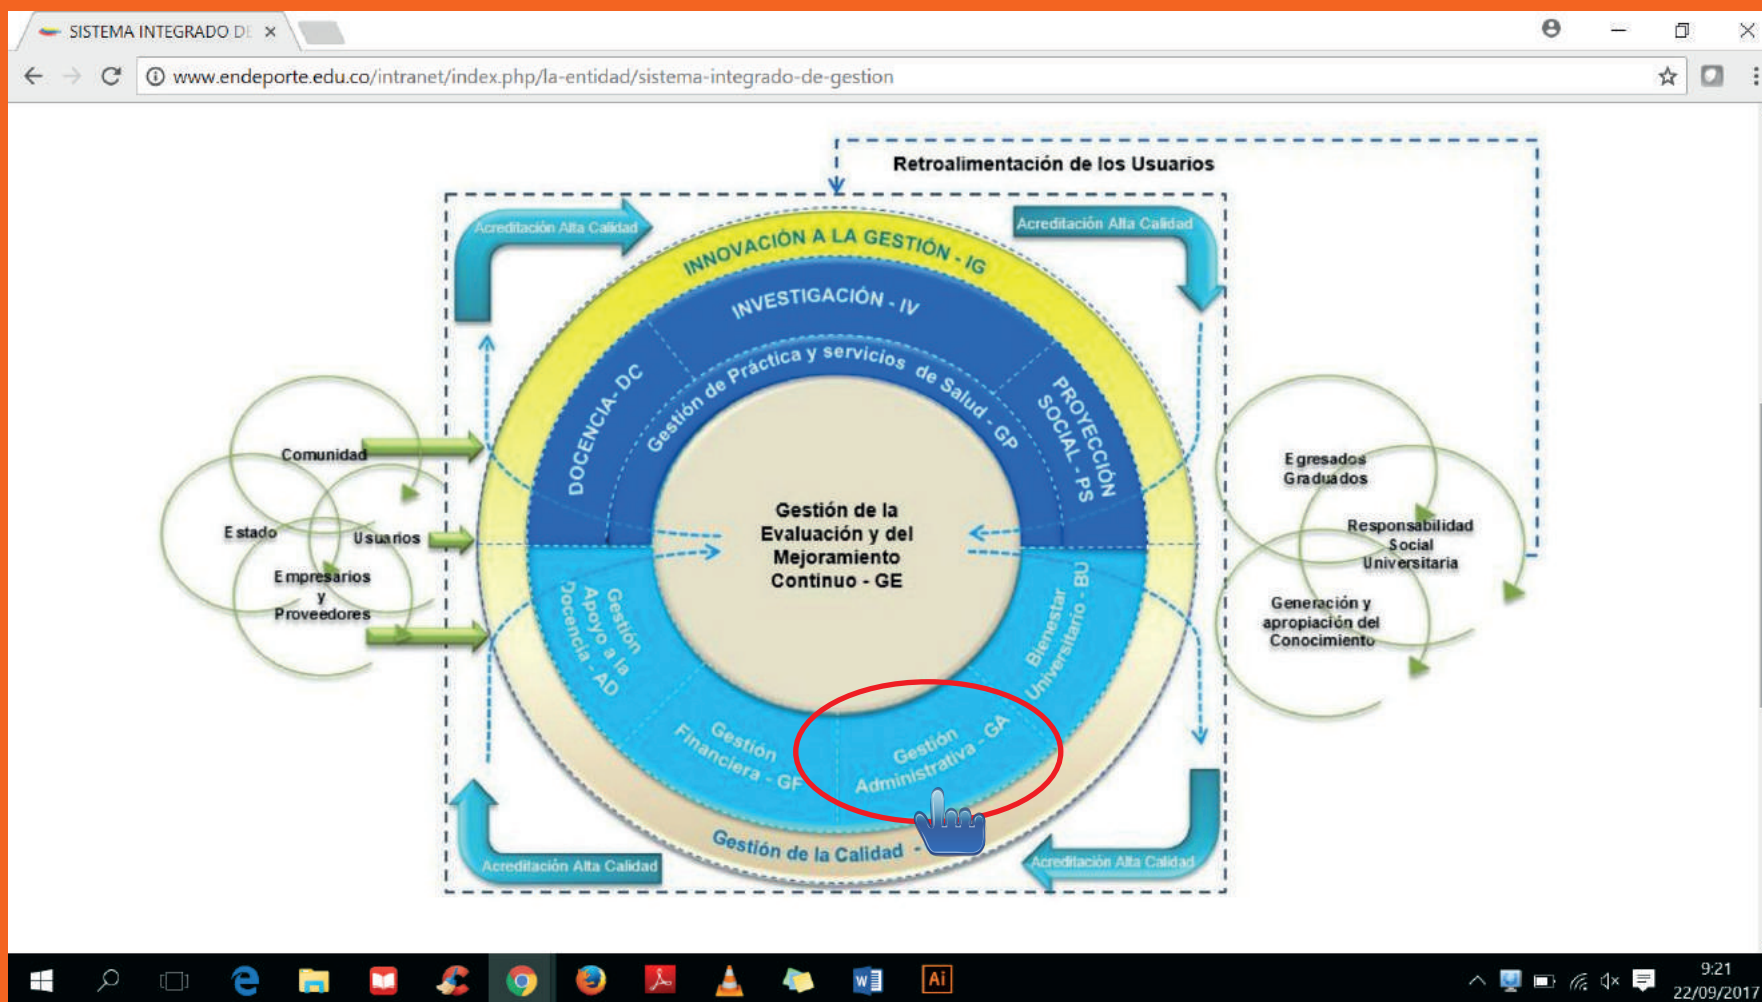 SISTEMA INTEGRADO DE
www.endeporte.edu.co/intranet/index.php/la-entidad/sistema-integrado-de-gestion
Retroalimentación de los Usuarios
Acreditación Alta Calidad
Acreditación Alta Calidad
INNOVACIÓN A LA GESTIÓN - IG
INVESTIGACIÓN - IV
Gestión de Práctica y servicios de Salud - GP
DOCENCIA- DC
PROYECCIÓN
SOCIAL - PS
Comunidad
Estado
Usuarios
Empresarios
y
Proveedores
Gestión de la
Evaluación y del
Mejoramiento
Continuo - GE
Egresados
Graduados
Responsabilidad
Social
Universitaria
Generación y
apropiación del
Conocimiento
Gestión
Apoyo a la
Docencia - AD
Gestión
Financiera - GF
Gestión
Administrativa - GA
Bienestar
Universitario - BU
Gestión de la Calidad -
Acreditación Alta Calidad
Acreditación Alta Calidad
Ai
9:21
22/09/2017